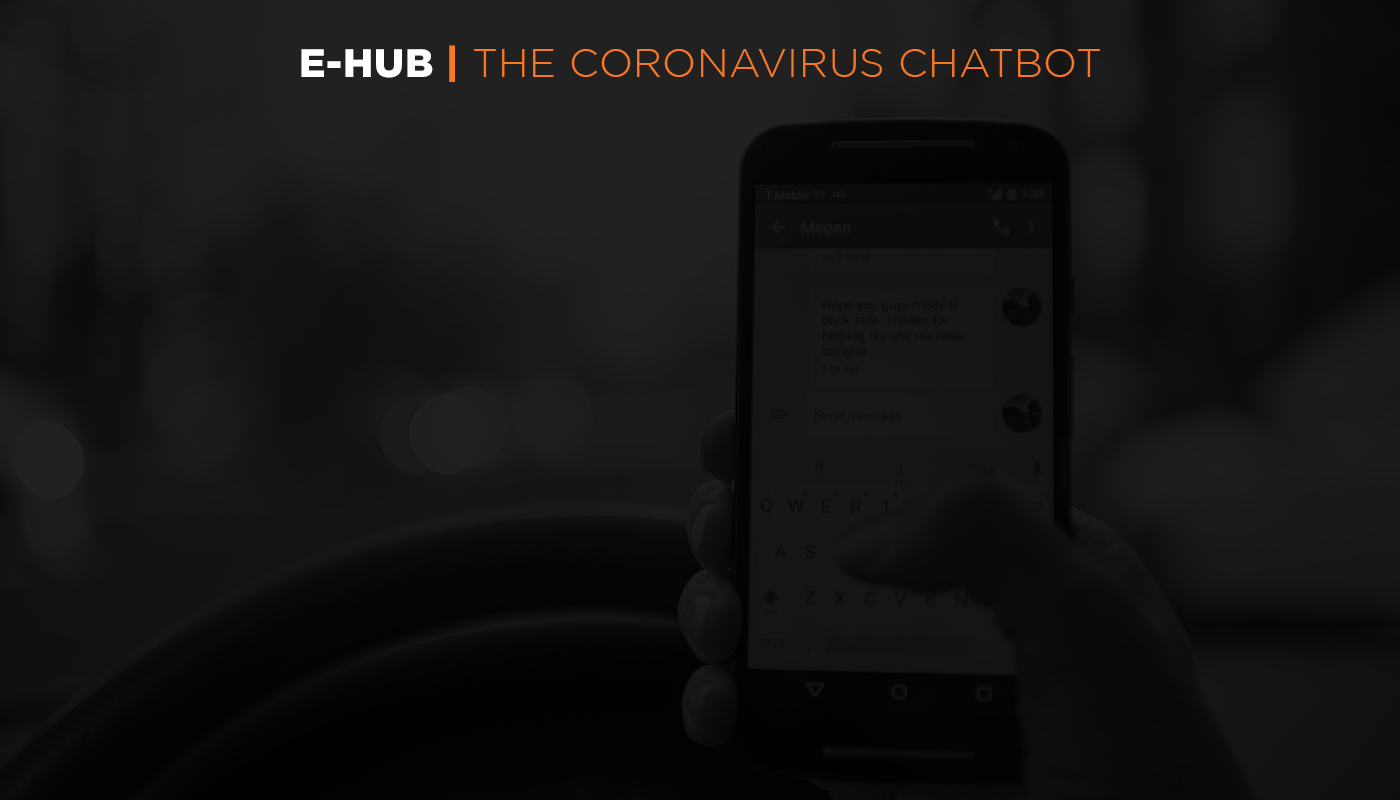 E-HUB | THE CORONAVIRUS CHATBOT
T-Mobile 1:49
Megan
Hope you guys made it
back safe. Thanks for
helping Iza and me relax
tonight!
Send message
Q W E R T
A S
Z X C V B N